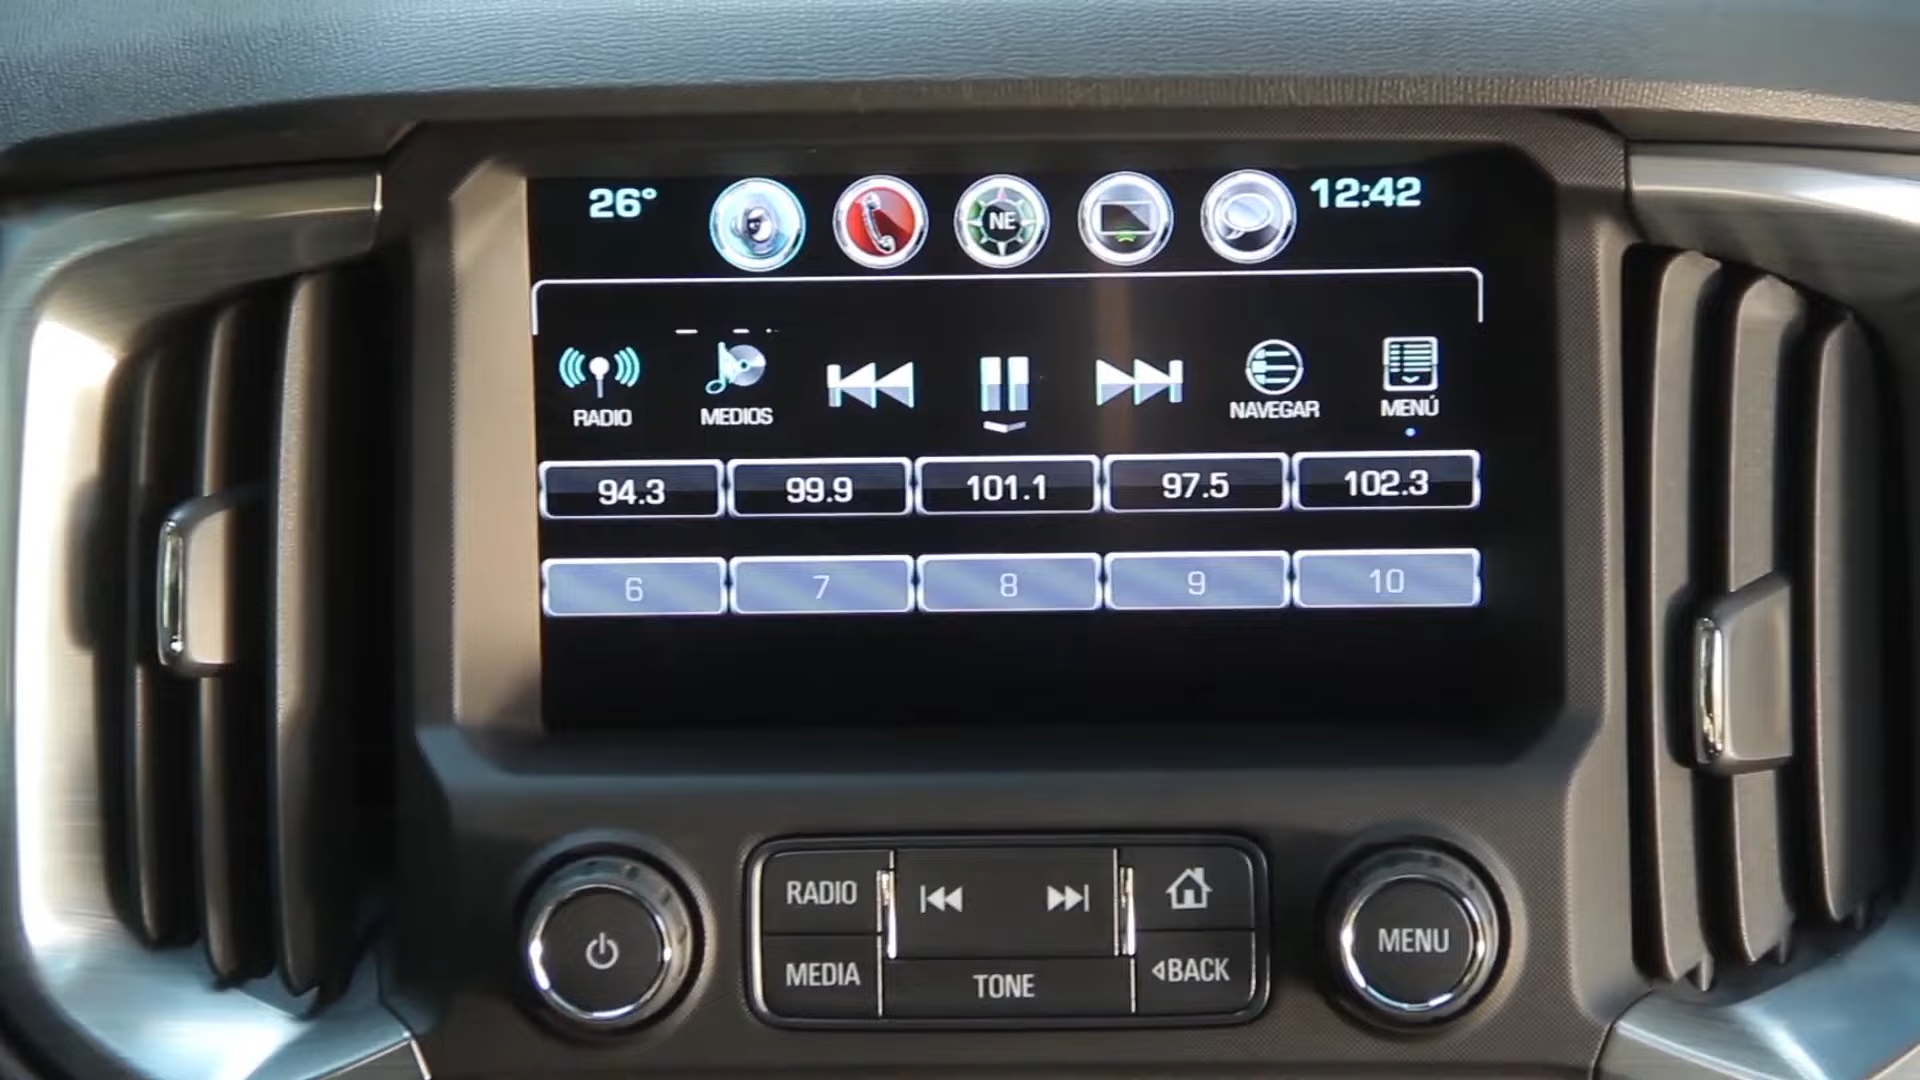 26° NE 12:42
RADIO MEDIOS NAVEGAR MENÚ
94.3 99.9 101.1 97.5 102.3
6 7 8 9 10
RADIO
MEDIA TONE BACK
MENU